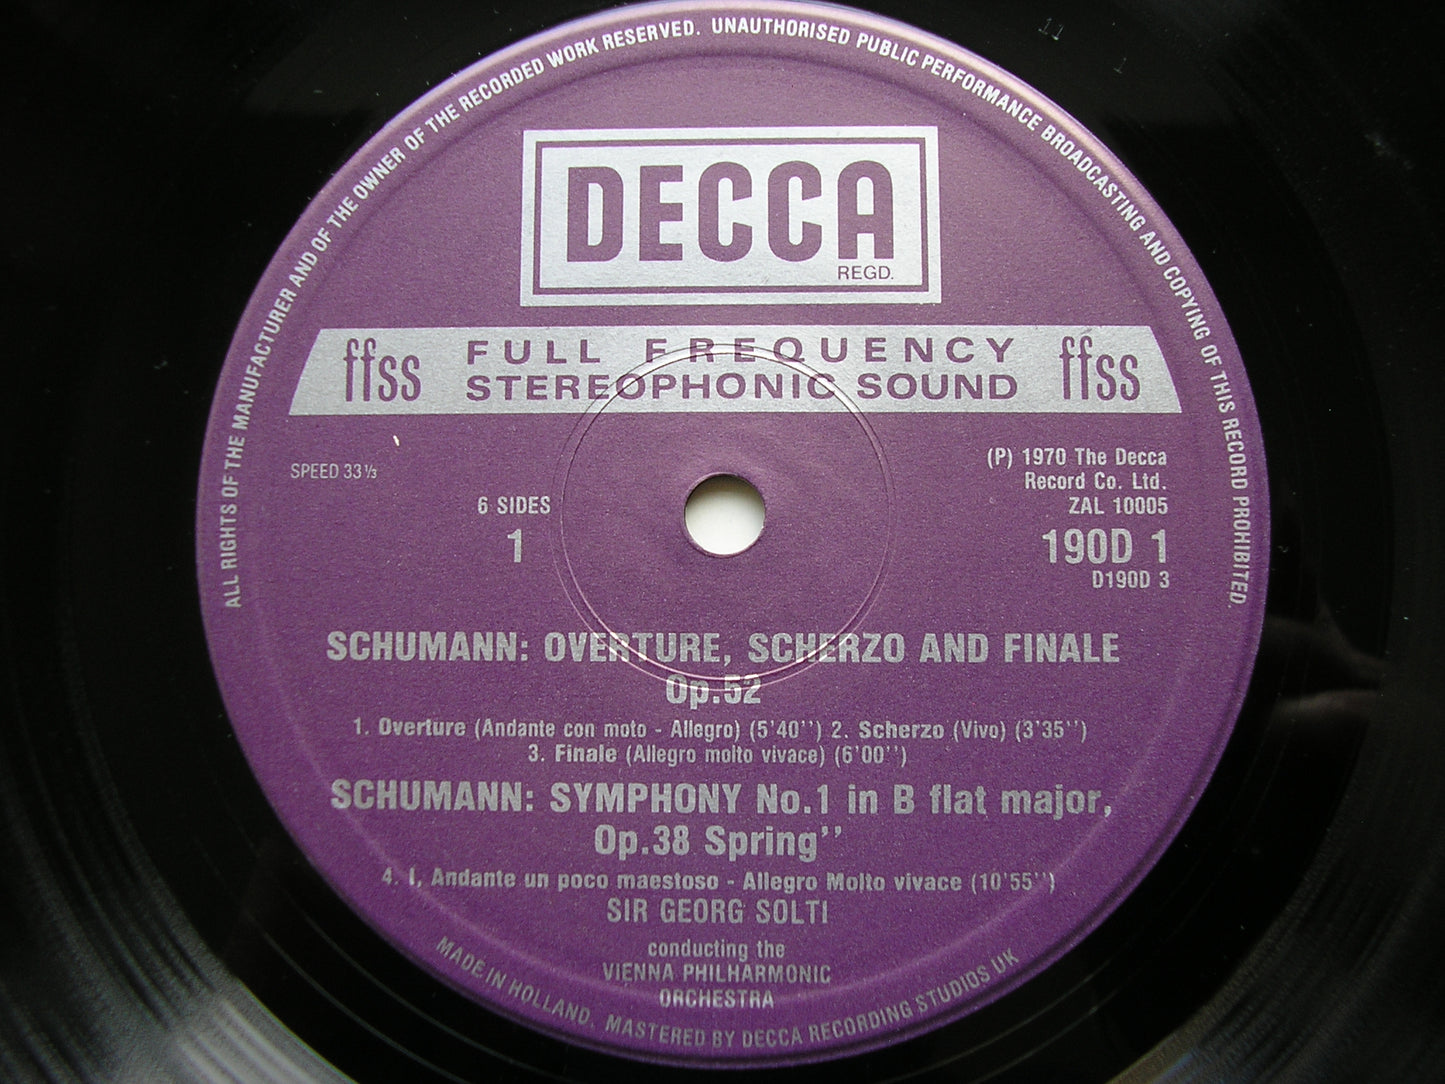 ALL RIGHTS OF THE MANUFACTURER AND OF THE OWNER OF THE RECORDED WORK RESERVED. UNAUTHORISED PUBLIC PERFORMANCE BROADCASTING AND COPYING OF THIS RECORD PROHIBITED.
DECCA
REGD.
ffss FULL FREQUENCY ffss
STEREOPHONIC SOUND
SPEED 33⅓
(P) 1970 The Decca
Record Co. Ltd.
6 SIDES
ZAL 10005
1
190D 1
D190D 3
SCHUMANN: OVERTURE, SCHERZO AND FINALE
Op.52
1. Overture (Andante con moto - Allegro) (5'40'') 2. Scherzo (Vivo) (3'35'')
3. Finale (Allegro molto vivace) (6'00'')
SCHUMANN: SYMPHONY No.1 in B flat major,
Op.38 Spring''
4. I, Andante un poco maestoso - Allegro Molto vivace (10'55'')
SIR GEORG SOLTI
conducting the
VIENNA PHILHARMONIC
ORCHESTRA
MADE IN HOLLAND. MASTERED BY DECCA RECORDING STUDIOS UK